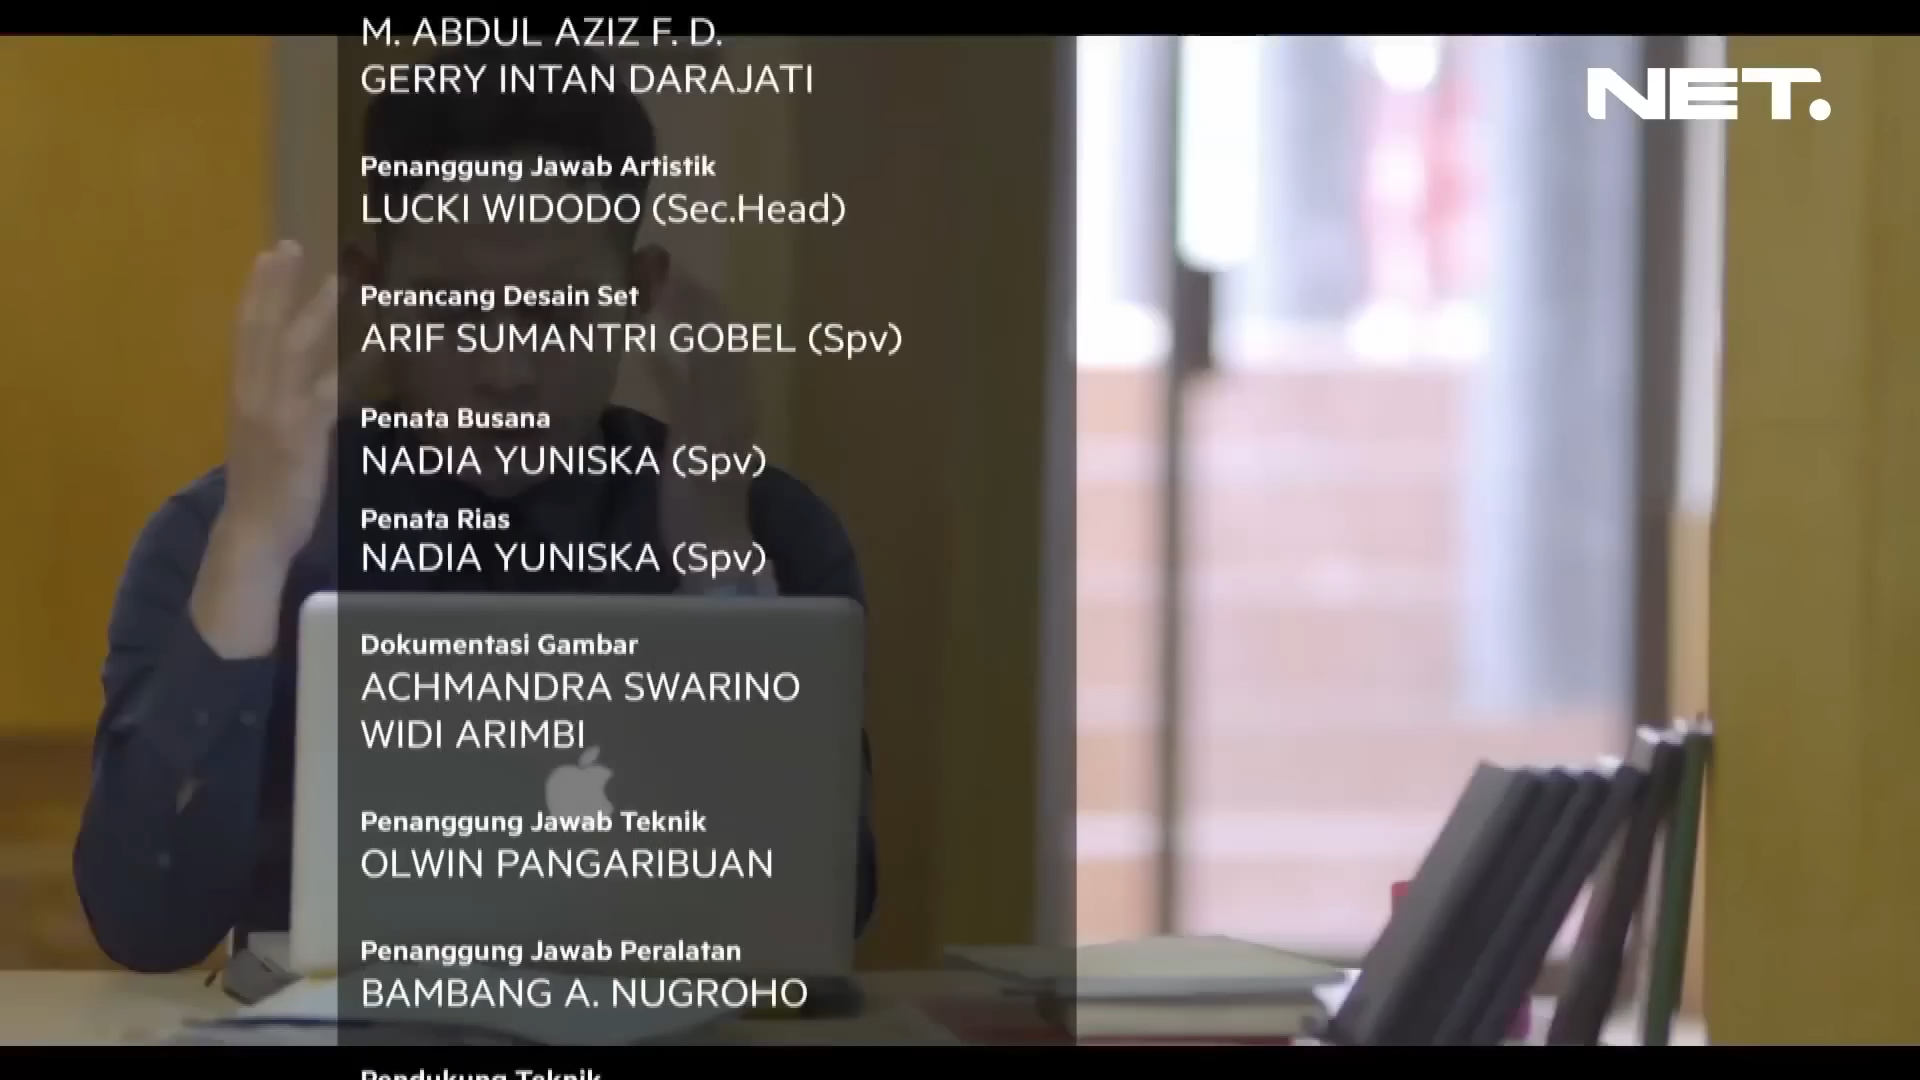 M. ABDUL AZIZ F. D.
GERRY INTAN DARAJATI
NET.
Penanggung Jawab Artistik
LUCKI WIDODO (Sec.Head)
Perancang Desain Set
ARIF SUMANTRI GOBEL (Spv)
Penata Busana
NADIA YUNISKA (Spv)
Penata Rias
NADIA YUNISKA (Spv)
Dokumentasi Gambar
ACHMANDRA SWARINO
WIDI ARIMBI
Penanggung Jawab Teknik
OLWIN PANGARIBUAN
Penanggung Jawab Peralatan
BAMBANG A. NUGROHO
Pendukung Teknik